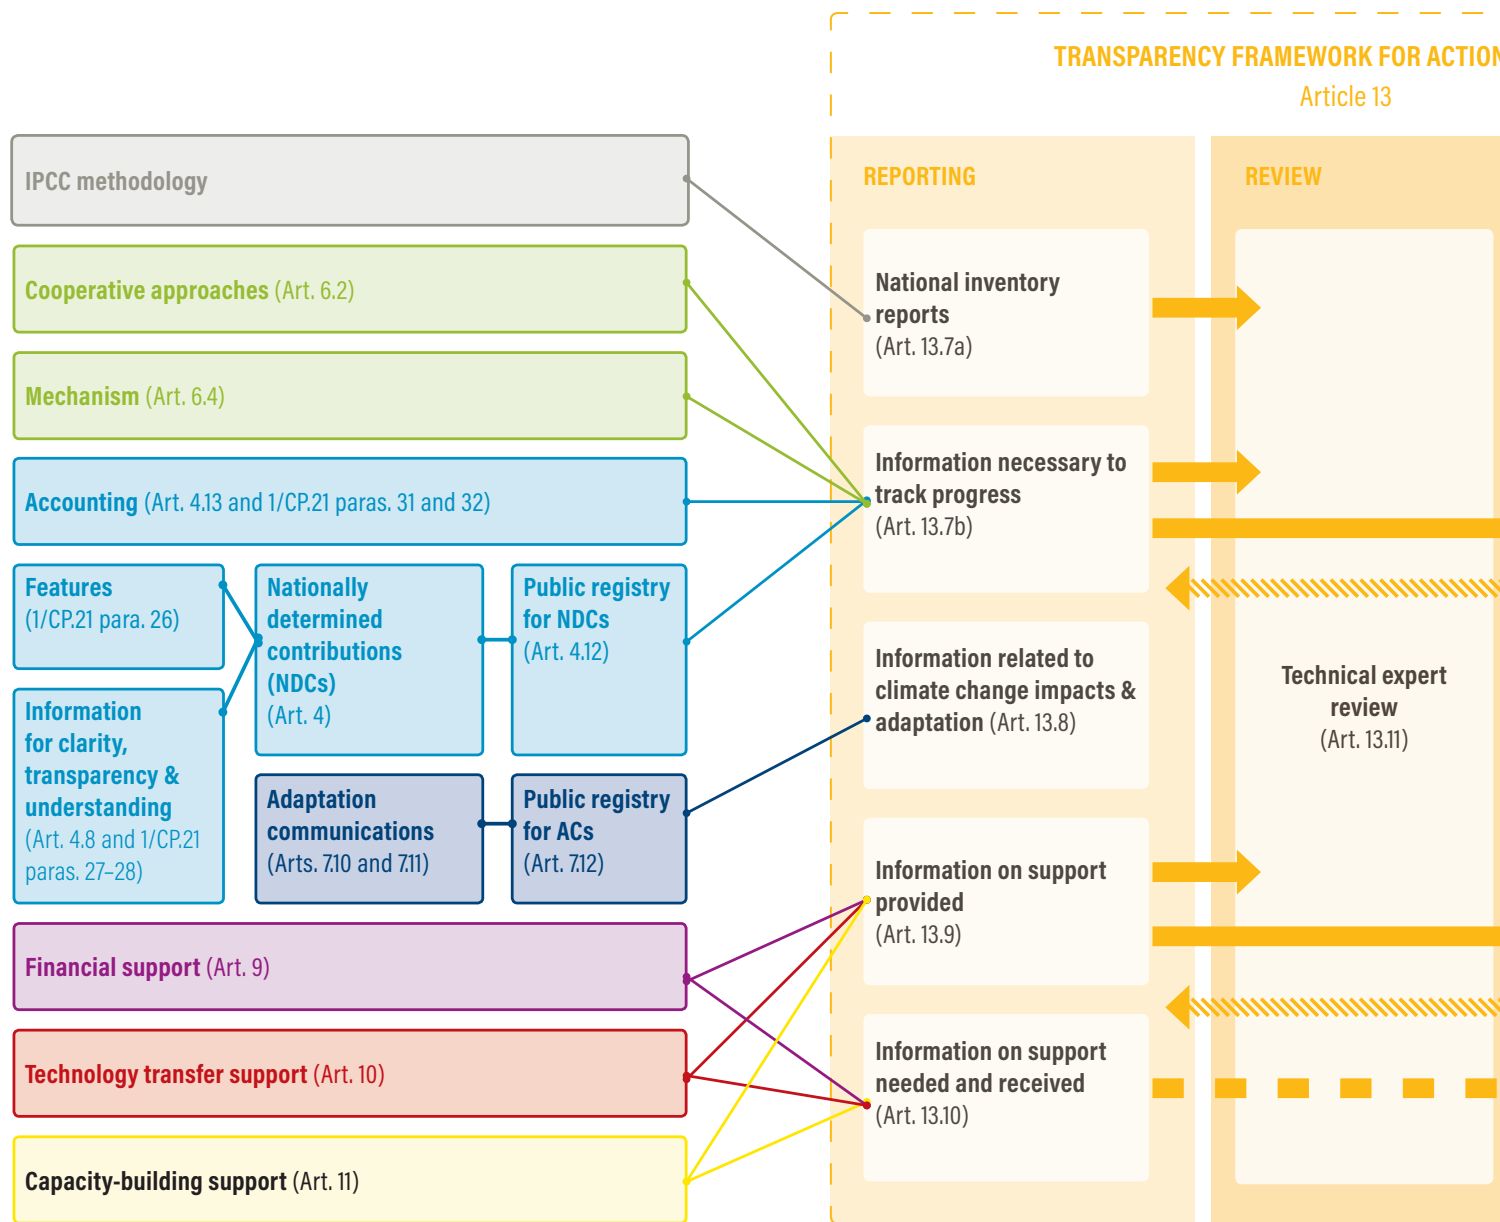 TRANSPARENCY FRAMEWORK FOR ACTION
Article 13
IPCC methodology
Cooperative approaches (Art. 6.2)
Mechanism (Art. 6.4)
Accounting (Art. 4.13 and 1/CP.21 paras. 31 and 32)
Features
(1/CP.21 para. 26)
Information
for clarity,
transparency &
understanding
(Art. 4.8 and 1/CP.21
paras. 27–28)
Nationally
determined
contributions
(NDCs)
(Art. 4)
Public registry
for NDCs
(Art. 4.12)
Adaptation
communications
(Arts. 7.10 and 7.11)
Public registry
for ACs
(Art. 7.12)
Financial support (Art. 9)
Technology transfer support (Art. 10)
Capacity-building support (Art. 11)
REPORTING
National inventory
reports
(Art. 13.7a)
Information necessary to
track progress
(Art. 13.7b)
Information related to
climate change impacts &
adaptation (Art. 13.8)
Information on support
provided
(Art. 13.9)
Information on support
needed and received
(Art. 13.10)
REVIEW
Technical expert
review
(Art. 13.11)